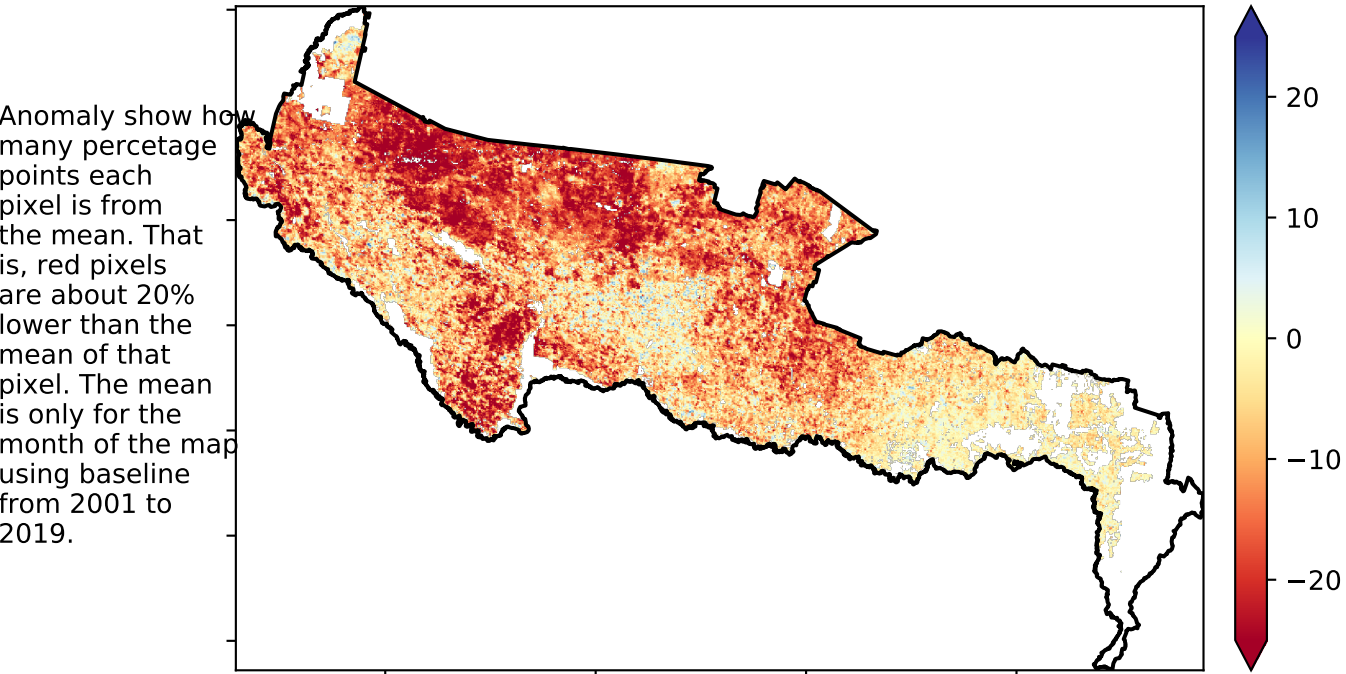 Anomaly show how
many percetage
points each
pixel is from
the mean. That
is, red pixels
are about 20%
lower than the
mean of that
pixel. The mean
is only for the
month of the map
using baseline
from 2001 to
2019.
20
10
0
−10
−20